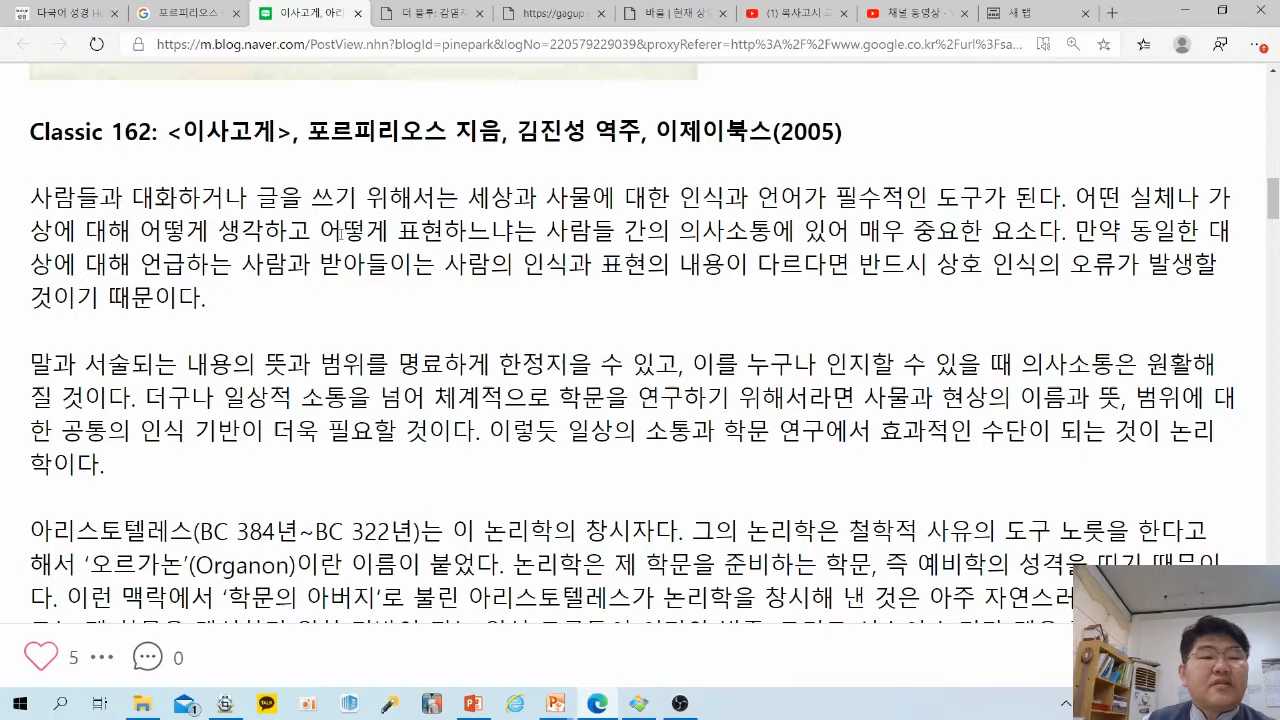 다국어 성경 Ho
포르피리오스
이사고게, 아리
더 플루: 김
https://gagup
바울 | 현재 상
(1) 목사고시 교
채널 동영상 - Y
새 탭
https://m.blog.naver.com/PostView.nhn?blogId=pinepark&logNo=220579229039&proxyReferer=http%3A%2F%2Fwww.google.co.kr%2Furl%3Fsa...
Classic 162: <이사고게>, 포르피리오스 지음, 김진성 역주, 이제이북스(2005)
사람들과 대화하거나 글을 쓰기 위해서는 세상과 사물에 대한 인식과 언어가 필수적인 도구가 된다. 어떤 실체나 가
상에 대해 어떻게 생각하고 어떻게 표현하느냐는 사람들 간의 의사소통에 있어 매우 중요한 요소다. 만약 동일한 대
상에 대해 언급하는 사람과 받아들이는 사람의 인식과 표현의 내용이 다르다면 반드시 상호 인식의 오류가 발생할
것이기 때문이다.
말과 서술되는 내용의 뜻과 범위를 명료하게 한정지을 수 있고, 이를 누구나 인지할 수 있을 때 의사소통은 원활해
질 것이다. 더구나 일상적 소통을 넘어 체계적으로 학문을 연구하기 위해서라면 사물과 현상의 이름과 뜻, 범위에 대
한 공통의 인식 기반이 더욱 필요할 것이다. 이렇듯 일상의 소통과 학문 연구에서 효과적인 수단이 되는 것이 논리
학이다.
아리스토텔레스(BC 384년~BC 322년)는 이 논리학의 창시자다. 그의 논리학은 철학적 사유의 도구 노릇을 한다고
해서 ‘오르가논’(Organon)이란 이름이 붙었다. 논리학은 제 학문을 준비하는 학문, 즉 예비학의 성격을 띠기 때문이
다. 이런 맥락에서 ‘학문의 아버지‘로 불린 아리스토텔레스가 논리학을 창시해 낸 것은 아주 자연스러
5
0
TALK